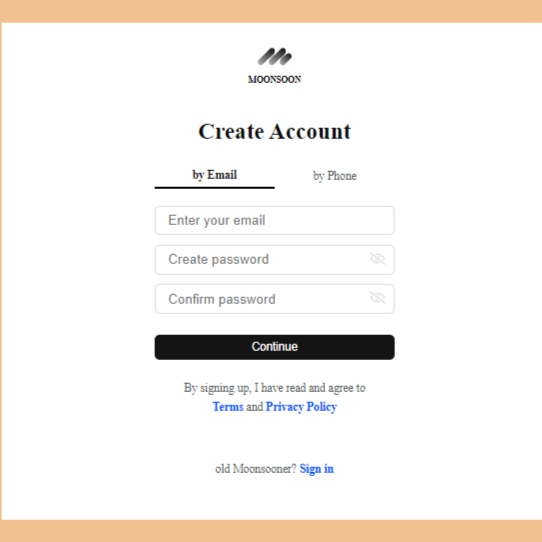 MOONSOON
Create Account
by Email
by Phone
Enter your email
Create password
Confirm password
Continue
By signing up, I have read and agree to
Terms and Privacy Policy
old Moonsooner? Sign in